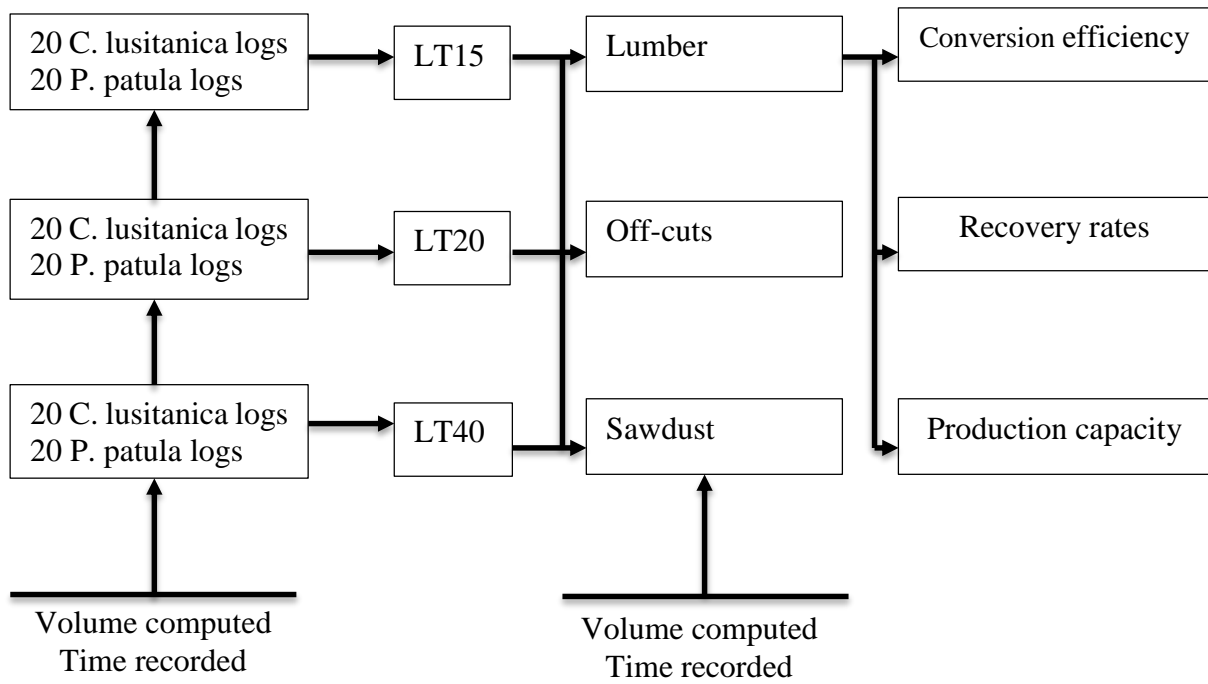 20 C. lusitanica logs
20 P. patula logs
LT15
Lumber
Conversion efficiency
20 C. lusitanica logs
20 P. patula logs
LT20
Off-cuts
Recovery rates
20 C. lusitanica logs
20 P. patula logs
LT40
Sawdust
Production capacity
Volume computed
Time recorded
Volume computed
Time recorded